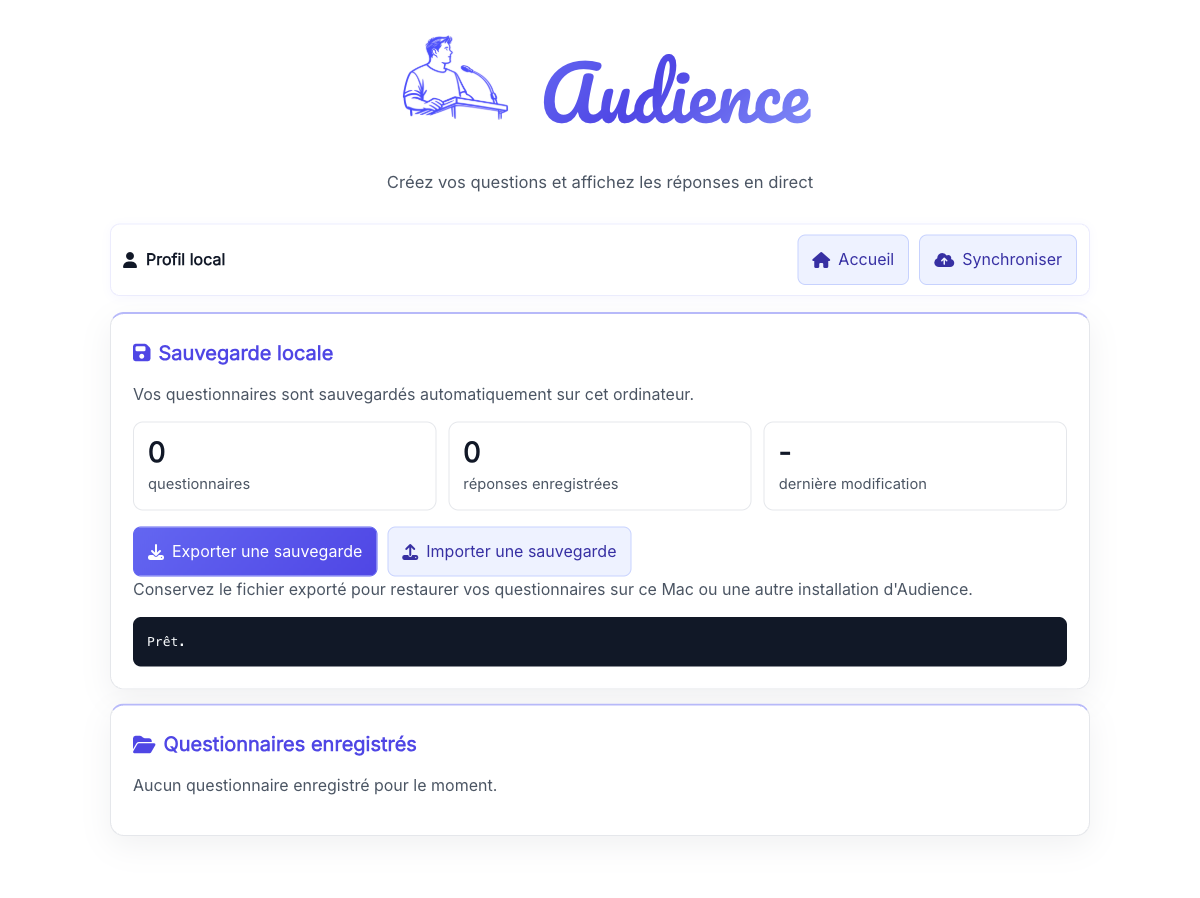 Audience
Créez vos questions et affichez les réponses en direct
Profil local
Accueil
Synchroniser
Sauvegarde locale
Vos questionnaires sont sauvegardés automatiquement sur cet ordinateur.
0
questionnaires
0
réponses enregistrées
-
dernière modification
Exporter une sauvegarde
Importer une sauvegarde
Conservez le fichier exporté pour restaurer vos questionnaires sur ce Mac ou une autre installation d'Audience.
Prêt.
Questionnaires enregistrés
Aucun questionnaire enregistré pour le moment.